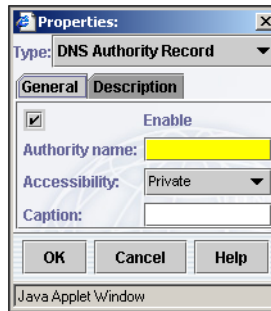 Properties:
Type: DNS Authority Record
General Description
Enable
Authority name:
Accessibility: Private
Caption:
OK Cancel Help
Java Applet Window